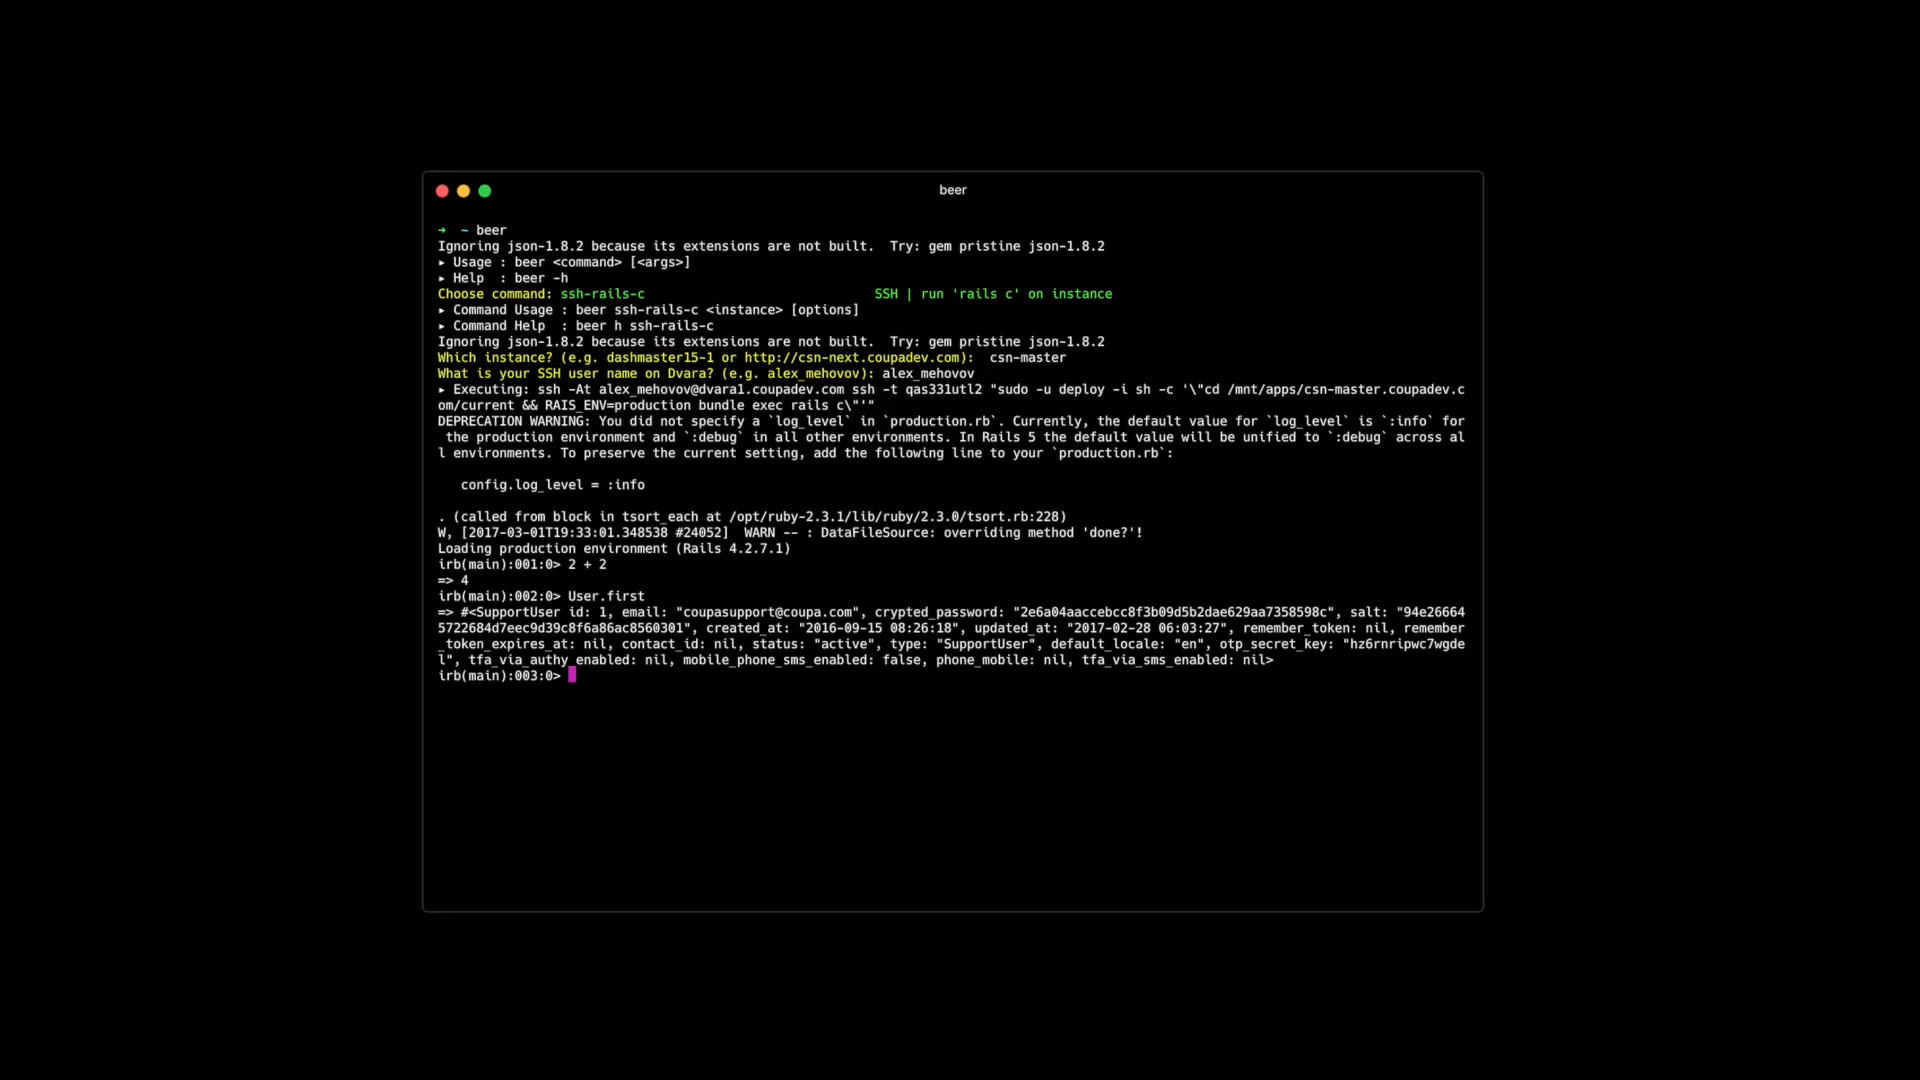 beer
➜ ~ beer
Ignoring json-1.8.2 because its extensions are not built.  Try: gem pristine json-1.8.2
▸ Usage : beer <command> [<args>]
▸ Help  : beer -h
Choose command: ssh-rails-c                              SSH | run 'rails c' on instance
▸ Command Usage : beer ssh-rails-c <instance> [options]
▸ Command Help  : beer h ssh-rails-c
Ignoring json-1.8.2 because its extensions are not built.  Try: gem pristine json-1.8.2
Which instance? (e.g. dashmaster15-1 or http://csn-next.coupadev.com):  csn-master
What is your SSH user name on Dvara? (e.g. alex_mehovov): alex_mehovov
▸ Executing: ssh -At alex_mehovov@dvara1.coupadev.com ssh -t qas331utl2 "sudo -u deploy -i sh -c '\"cd /mnt/apps/csn-master.coupadev.c
om/current && RAIS_ENV=production bundle exec rails c\"'"
DEPRECATION WARNING: You did not specify a `log_level` in `production.rb`. Currently, the default value for `log_level` is `:info` for
 the production environment and `:debug` in all other environments. In Rails 5 the default value will be unified to `:debug` across al
l environments. To preserve the current setting, add the following line to your `production.rb`:
   config.log_level = :info
. (called from block in tsort_each at /opt/ruby-2.3.1/lib/ruby/2.3.0/tsort.rb:228)
W, [2017-03-01T19:33:01.348538 #24052]  WARN -- : DataFileSource: overriding method 'done?'!
Loading production environment (Rails 4.2.7.1)
irb(main):001:0> 2 + 2
=> 4
irb(main):002:0> User.first
=> #<SupportUser id: 1, email: "coupasupport@coupa.com", crypted_password: "2e6a04aaccebcc8f3b09d5b2dae629aa7358598c", salt: "94e26664
5722684d7eec9d39c8f6a86ac8560301", created_at: "2016-09-15 08:26:18", updated_at: "2017-02-28 06:03:27", remember_token: nil, remember
_token_expires_at: nil, contact_id: nil, status: "active", type: "SupportUser", default_locale: "en", otp_secret_key: "hz6rnripwc7wgde
l", tfa_via_authy_enabled: nil, mobile_phone_sms_enabled: false, phone_mobile: nil, tfa_via_sms_enabled: nil>
irb(main):003:0>